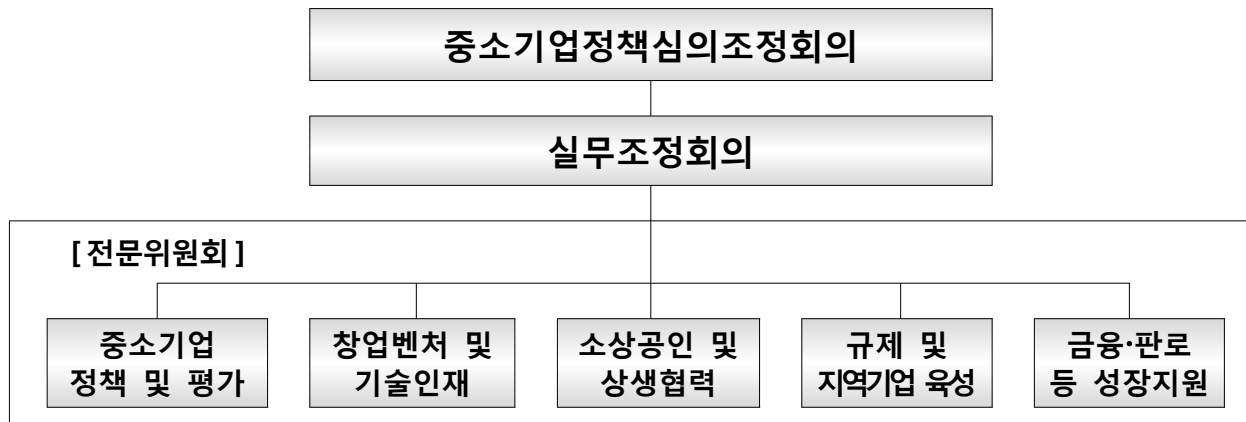 중소기업정책심의조정회의
실무조정회의
[ 전문위원회 ]
중소기업
정책 및 평가
창업벤처 및
기술인재
소상공인 및
상생협력
규제 및
지역기업 육성
금융·판로
등 성장지원